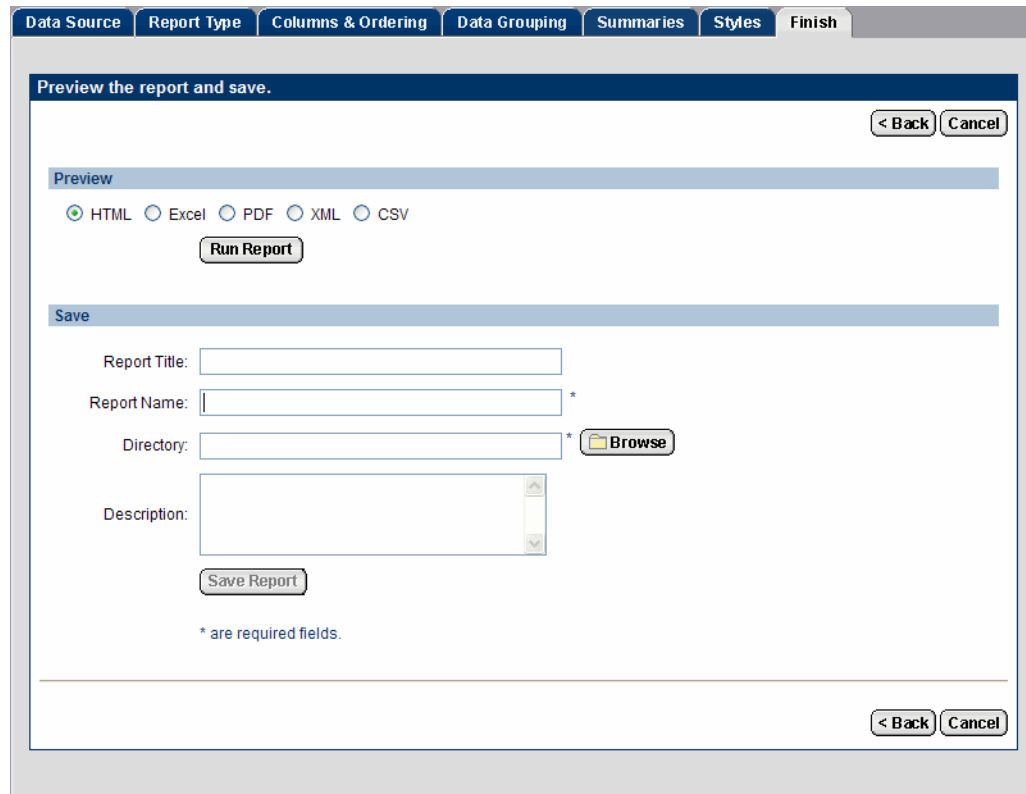 Data Source Report Type Columns & Ordering Data Grouping Summaries Styles Finish
Preview the report and save.
< Back Cancel
Preview
HTML Excel PDF XML CSV
Run Report
Save
Report Title:
Report Name: *
Directory: * Browse
Description:
Save Report
* are required fields.
< Back Cancel